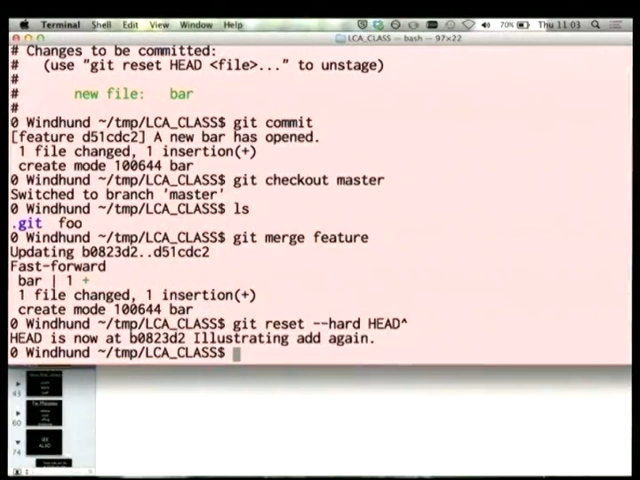 Terminal Shell Edit View Window Help 70% Thu 11:03
LCA_CLASS — bash — 97×22
# Changes to be committed:
#   (use "git reset HEAD <file>..." to unstage)
#
#       new file:   bar
#
0 Windhund ~/tmp/LCA_CLASS$ git commit
[feature d51cdc2] A new bar has opened.
 1 file changed, 1 insertion(+)
 create mode 100644 bar
0 Windhund ~/tmp/LCA_CLASS$ git checkout master
Switched to branch 'master'
0 Windhund ~/tmp/LCA_CLASS$ ls
.git  foo
0 Windhund ~/tmp/LCA_CLASS$ git merge feature
Updating b0823d2..d51cdc2
Fast-forward
 bar | 1 +
 1 file changed, 1 insertion(+)
 create mode 100644 bar
0 Windhund ~/tmp/LCA_CLASS$ git reset --hard HEAD^
HEAD is now at b0823d2 Illustrating add again.
0 Windhund ~/tmp/LCA_CLASS$
60
74